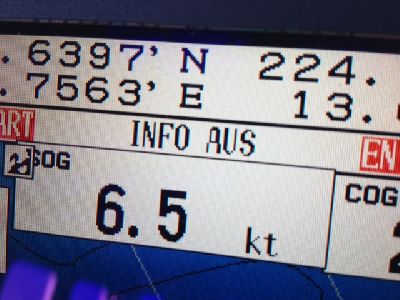 .6397' N 224.
.7563' E 13.
ART INFO AUS EN
SOG COG
6.5 kt